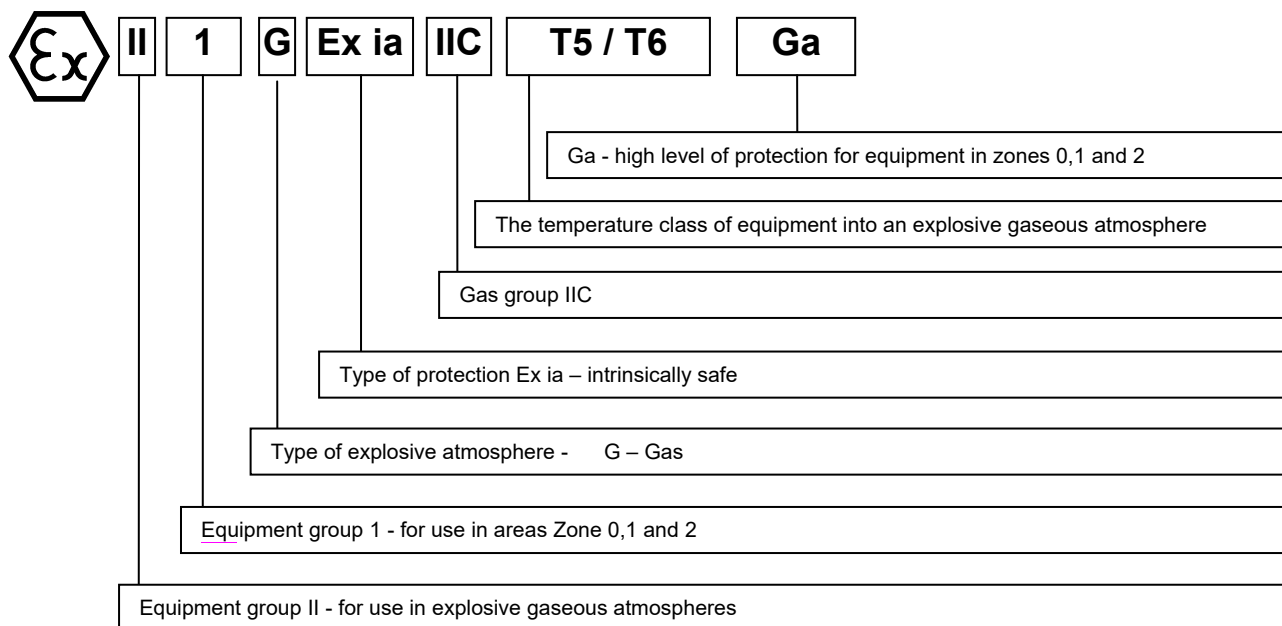 Ex II 1 G Ex ia IIC T5 / T6 Ga
Ga - high level of protection for equipment in zones 0,1 and 2
The temperature class of equipment into an explosive gaseous atmosphere
Gas group IIC
Type of protection Ex ia – intrinsically safe
Type of explosive atmosphere - G – Gas
Equipment group 1 - for use in areas Zone 0,1 and 2
Equipment group II - for use in explosive gaseous atmospheres